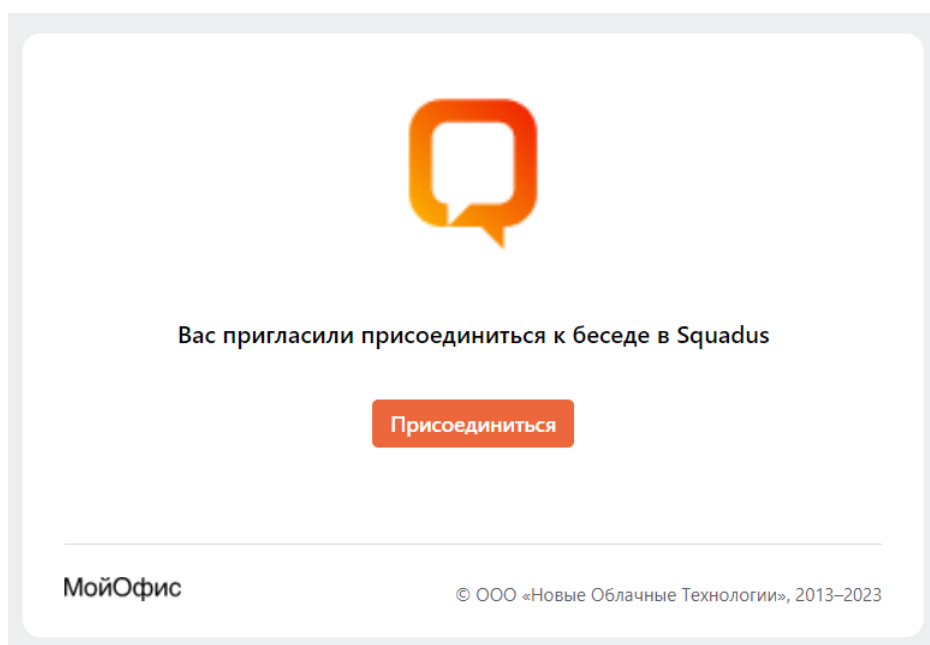 Вас пригласили присоединиться к беседе в Squadus
Присоединиться
МойОфис
© ООО «Новые Облачные Технологии», 2013–2023